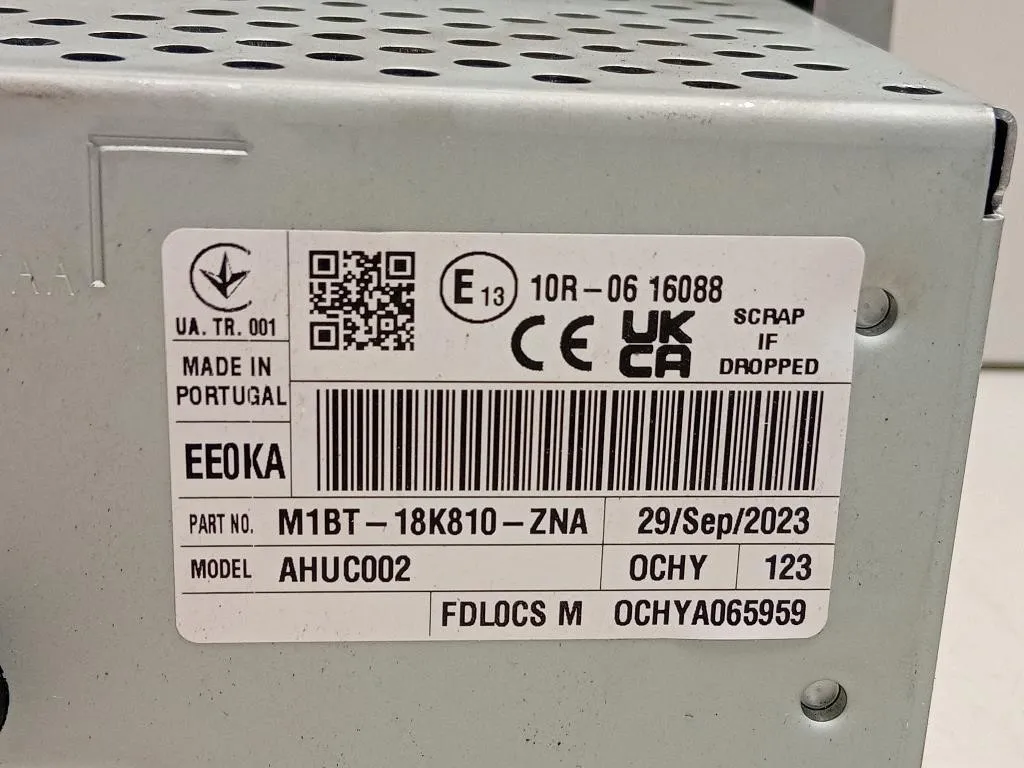 UA. TR. 001
MADE IN
PORTUGAL
EE0KA
E 13 10R-06 16088
CE UK
CA
SCRAP
IF
DROPPED
PART NO. M1BT-18K810-ZNA 29/Sep/2023
MODEL AHUC002 OCHY 123
FDL0CS M OCHYA065959